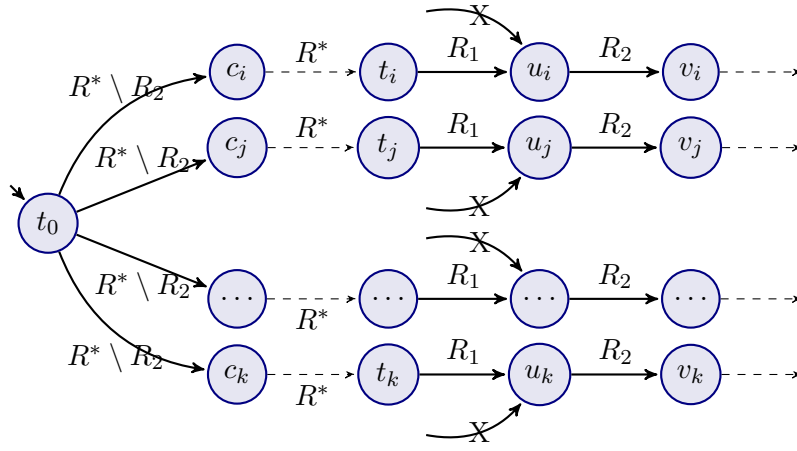 X
R* R₁ R₂
cᵢ tᵢ uᵢ vᵢ
R* \ R₂
R* R₁ R₂
R* \ R₂
cⱼ tⱼ uⱼ vⱼ
X
t₀
X
R₁ R₂
R* \ R₂
… … … …
R*
R* \ R₂
R₁ R₂
cₖ tₖ uₖ vₖ
R*
X